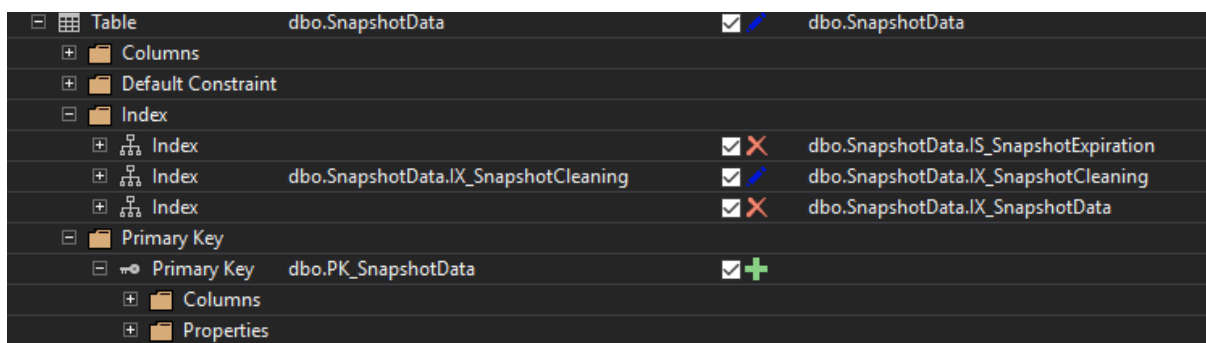 Table dbo.SnapshotData dbo.SnapshotData
Columns
Default Constraint
Index
Index dbo.SnapshotData.IS_SnapshotExpiration
Index dbo.SnapshotData.IX_SnapshotCleaning dbo.SnapshotData.IX_SnapshotCleaning
Index dbo.SnapshotData.IX_SnapshotData
Primary Key
Primary Key dbo.PK_SnapshotData
Columns
Properties